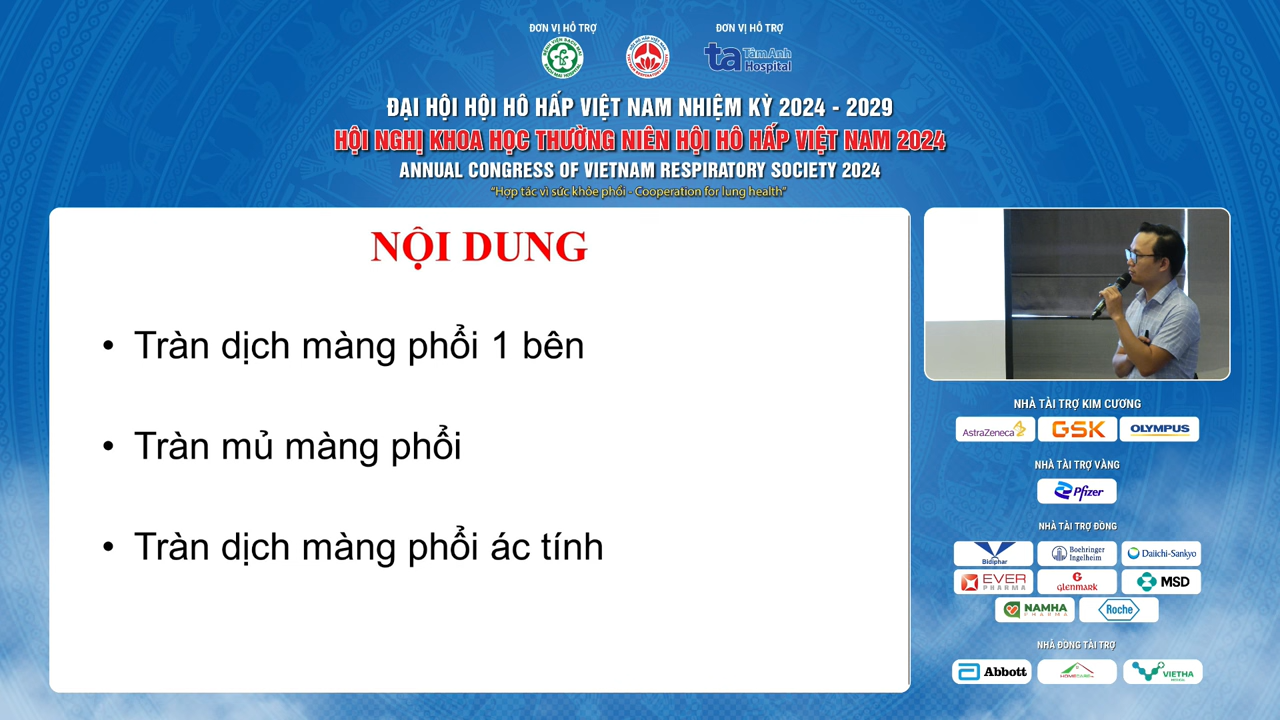 ĐƠN VỊ HỖ TRỢ
ĐƠN VỊ HỖ TRỢ
ta TâmAnh
Hospital
ĐẠI HỘI HỘI HÔ HẤP VIỆT NAM NHIỆM KỲ 2024 - 2029
HỘI NGHỊ KHOA HỌC THƯỜNG NIÊN HỘI HÔ HẤP VIỆT NAM 2024
ANNUAL CONGRESS OF VIETNAM RESPIRATORY SOCIETY 2024
"Hợp tác vì sức khỏe phổi - Cooperation for lung health"
NỘI DUNG
• Tràn dịch màng phổi 1 bên
• Tràn mủ màng phổi
• Tràn dịch màng phổi ác tính
NHÀ TÀI TRỢ KIM CƯƠNG
AstraZeneca GSK OLYMPUS
NHÀ TÀI TRỢ VÀNG
Pfizer
NHÀ TÀI TRỢ ĐỒNG
Bidiphar Boehringer Ingelheim Daiichi-Sankyo
EVER PHARMA GLENMARK MSD
NAMHA PHARMA Roche
NHÀ ĐỒNG TÀI TRỢ
Abbott HOMECARE VIETHA